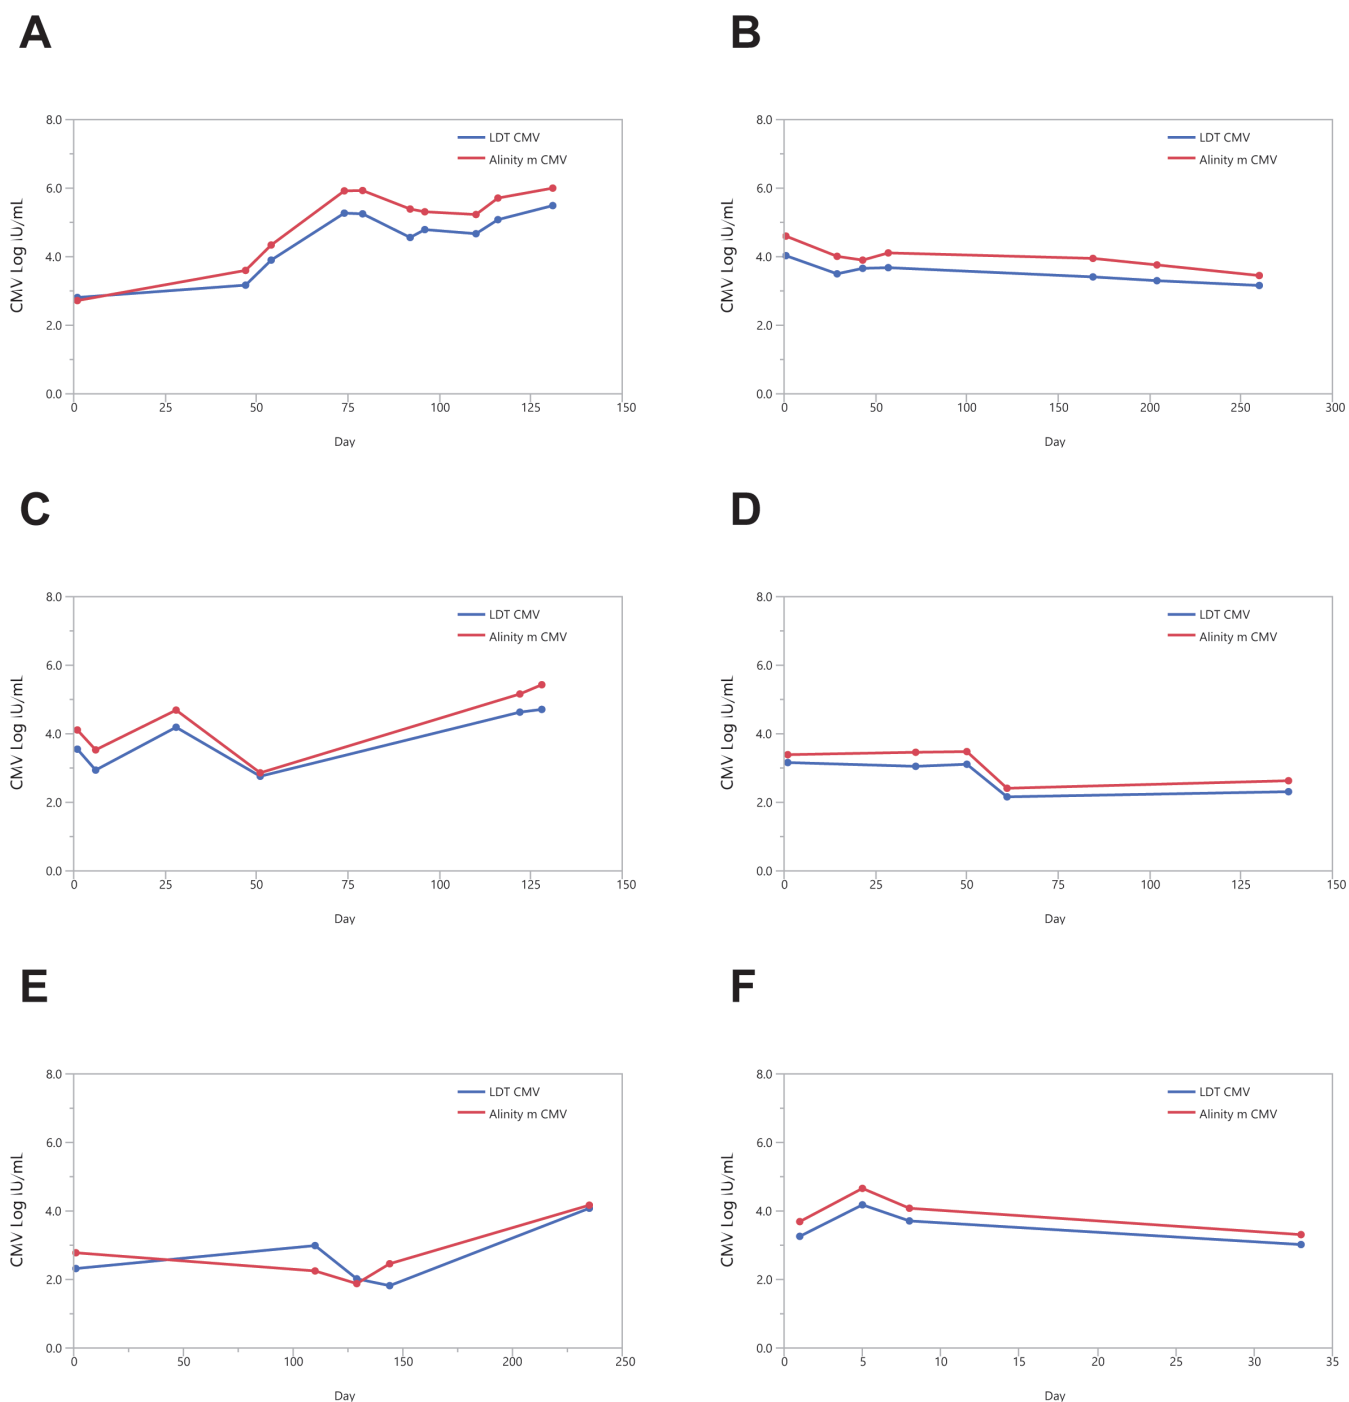 A
8.0
6.0
4.0
2.0
0.0
CMV Log IU/mL
LDT CMV
Alinity m CMV
0 25 50 75 100 125 150
Day
B
8.0
6.0
4.0
2.0
0.0
CMV Log IU/mL
LDT CMV
Alinity m CMV
0 50 100 150 200 250 300
Day
C
8.0
6.0
4.0
2.0
0.0
CMV Log IU/mL
LDT CMV
Alinity m CMV
0 25 50 75 100 125 150
Day
D
8.0
6.0
4.0
2.0
0.0
CMV Log IU/mL
LDT CMV
Alinity m CMV
0 25 50 75 100 125 150
Day
E
8.0
6.0
4.0
2.0
0.0
CMV Log IU/mL
LDT CMV
Alinity m CMV
0 50 100 150 200 250
Day
F
8.0
6.0
4.0
2.0
0.0
CMV Log IU/mL
LDT CMV
Alinity m CMV
0 5 10 15 20 25 30 35
Day